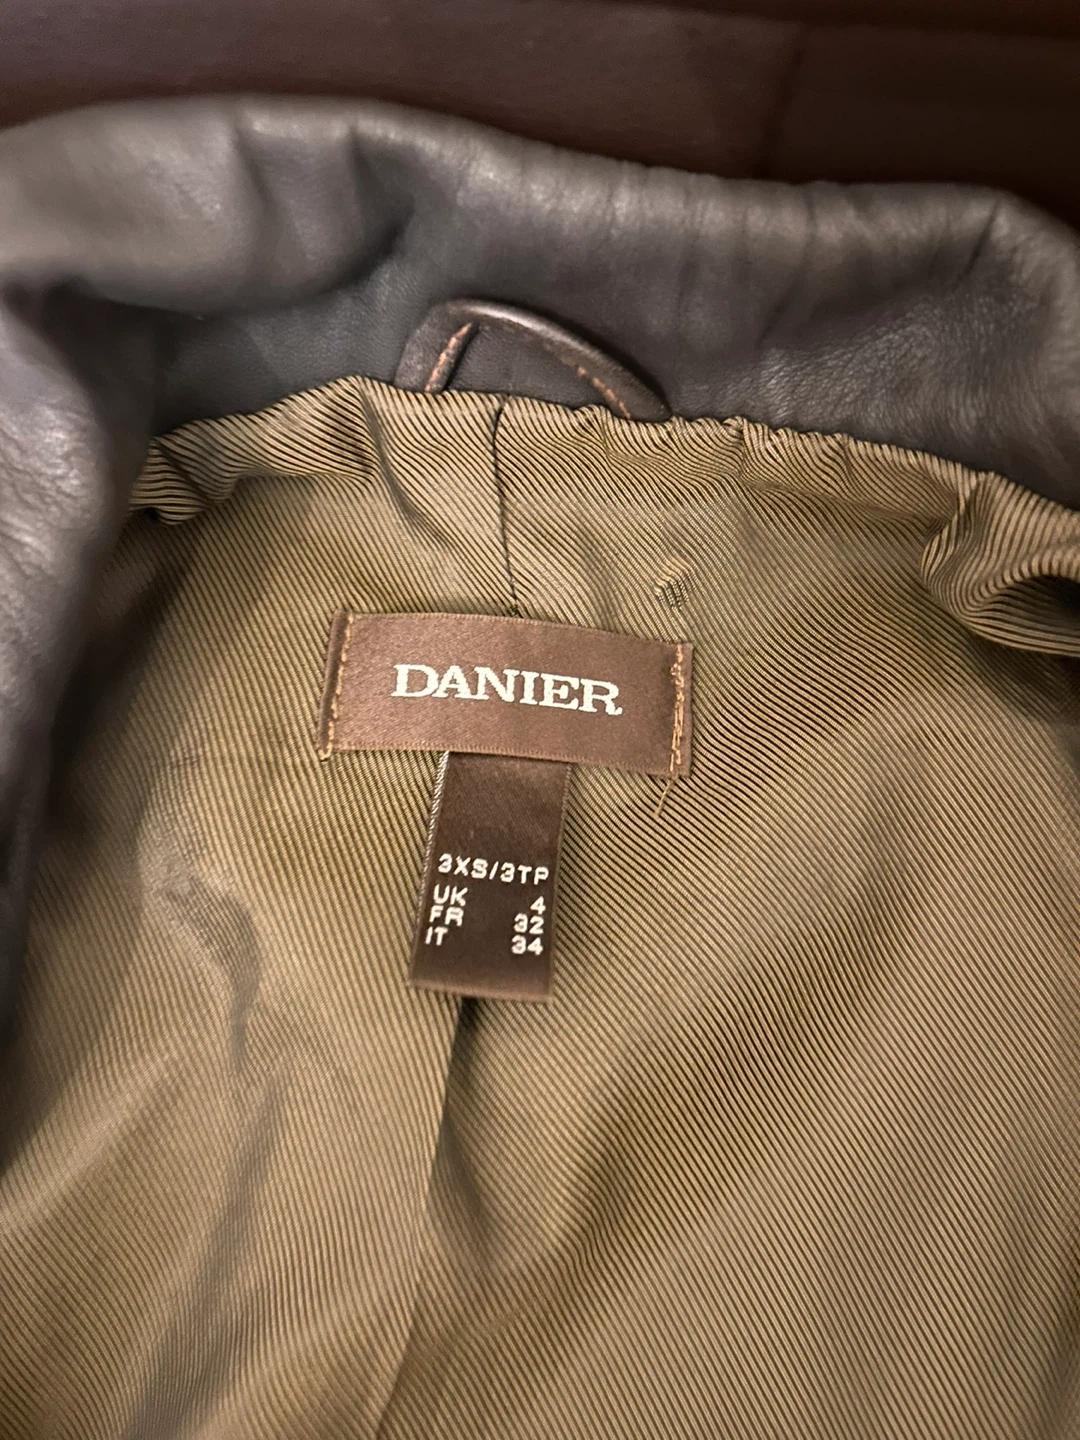 DANIER
3XS/3TP
UK 4
FR 32
IT 34